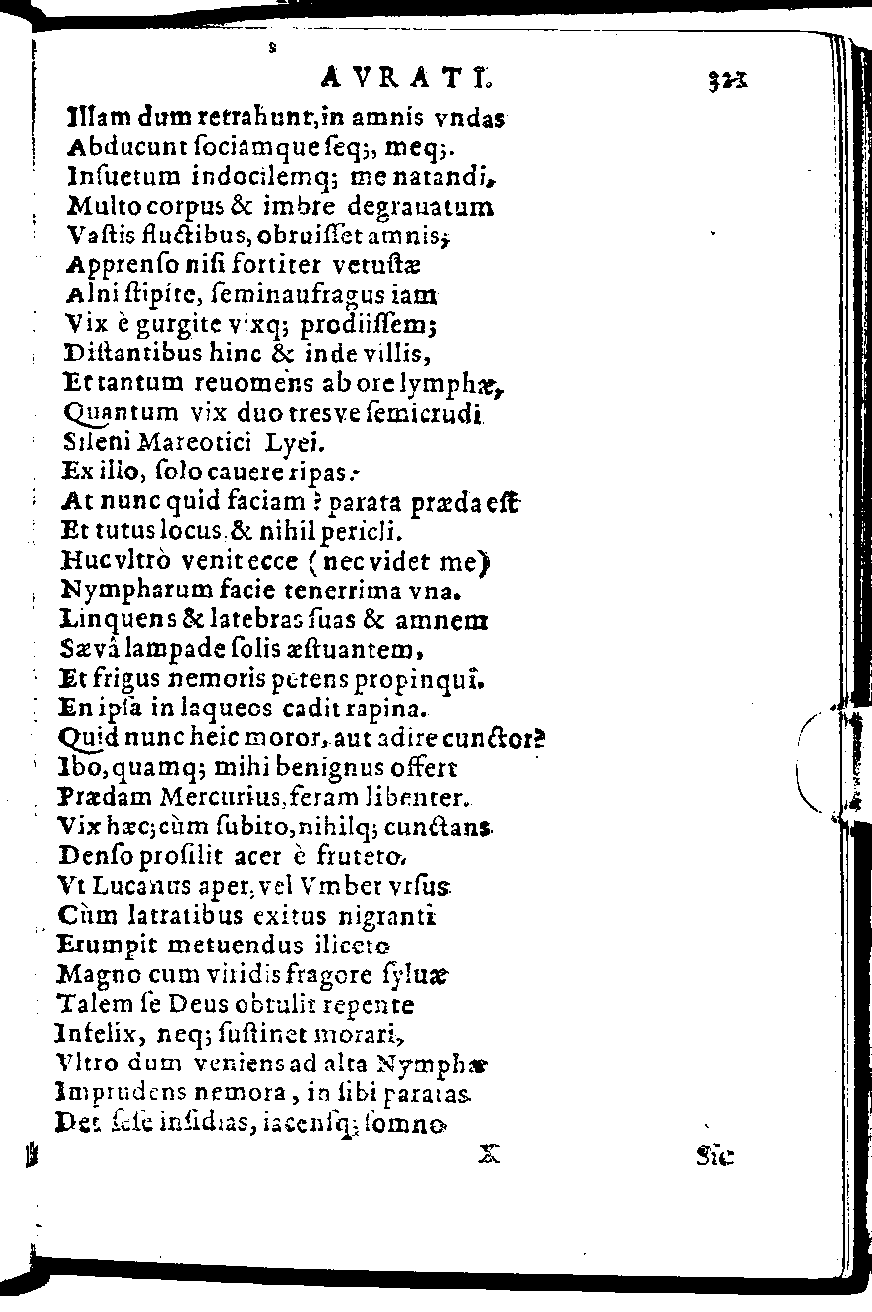 AVRATI. 321
Illam dum retrahunt, in amnis vndas
Abducunt ſociamque ſeq;, meq;.
Inſuetum indocilemq; me natandi,
Multo corpus & imbre degrauatum
Vaſtis fluctibus, obruiſſet amnis;
Apprenſo niſi fortiter vetuſtæ
Alni ſtipite, ſeminaufragus iam
Vix è gurgite vixq; prodiiſſem;
Diſtantibus hinc & inde villis,
Et tantum reuomens ab ore lymphæ,
Quantum vix duo tresve ſemicrudi
Sileni Mareotici Lyei.
Ex illo, ſolo cauere ripas.
At nunc quid faciam? parata præda eſt
Et tutus locus, & nihil pericli.
Huc vltrò venit ecce (nec videt me)
Nympharum facie tenerrima vna.
Linquens & latebras ſuas & amnem
Sævâ lampade ſolis æſtuantem,
Et frigus nemoris petens propinqui.
En ipſa in laqueos cadit rapina.
Quid nunc heic moror, aut adire cunctor?
Ibo, quamq; mihi benignus offert
Prædam Mercurius, feram libenter.
Vix hæc; cùm ſubito, nihilq; cunctans
Denſo proſilit acer è fruteto,
Vt Lucanus aper, vel Vmber vrſus
Cùm latratibus exitus nigranti
Erumpit metuendus iliceto
Magno cum viridis fragore ſyluæ
Talem ſe Deus obtulit repente
Infelix, neq; ſuſtinet morari,
Vltro dum veniens ad alta Nymphæ
Imprudens nemora, in ſibi paratas
Det ſeſe inſidias, iacenſq; ſomno
X Sic